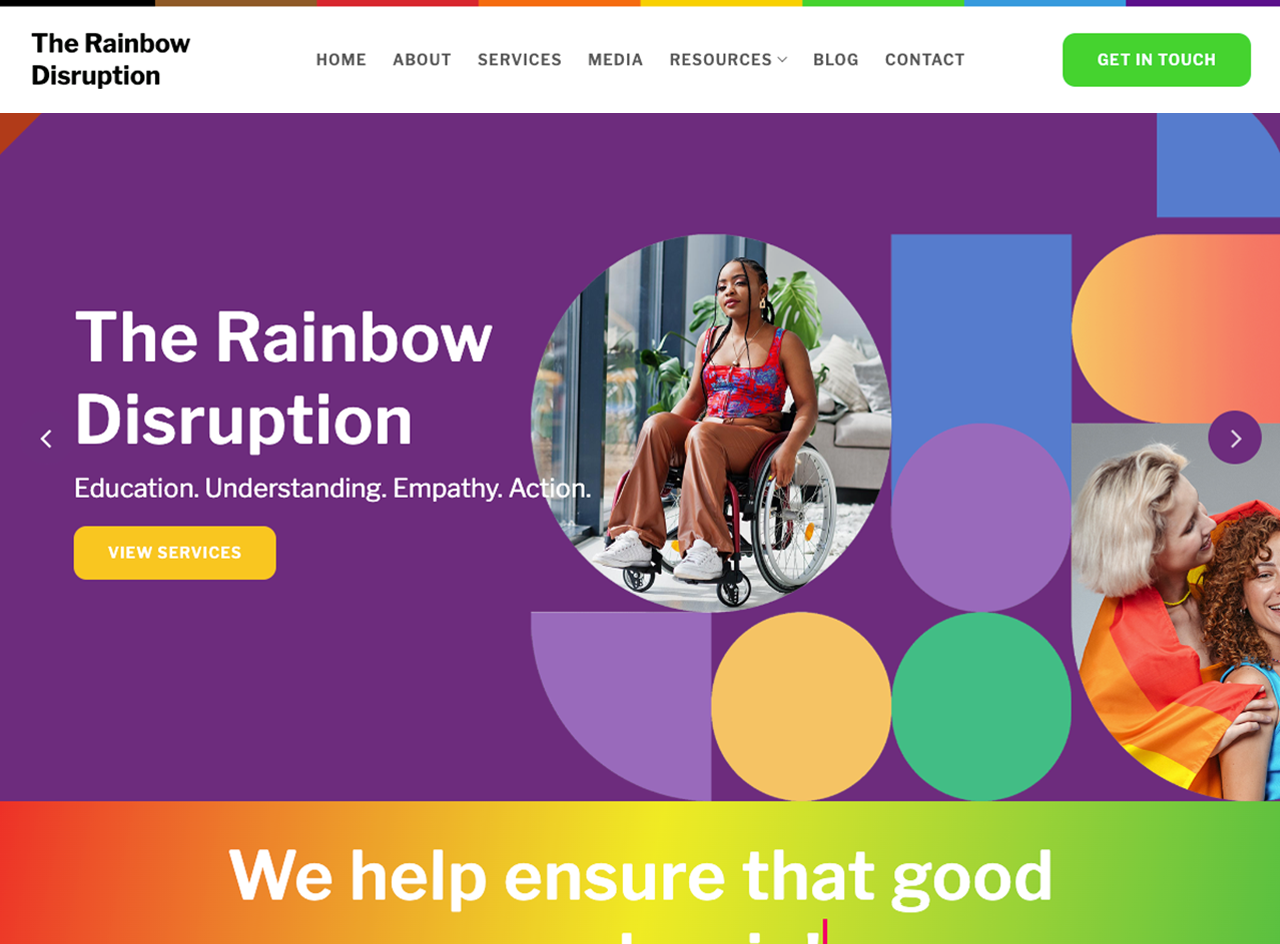 The Rainbow
Disruption
HOME ABOUT SERVICES MEDIA RESOURCES BLOG CONTACT
GET IN TOUCH
The Rainbow
Disruption
Education. Understanding. Empathy. Action.
VIEW SERVICES
We help ensure that good